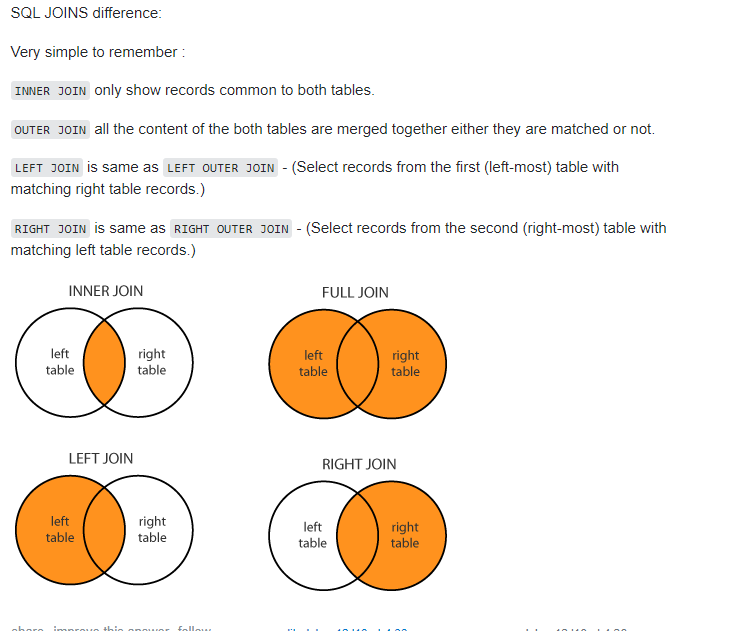 SQL JOINS difference:
Very simple to remember :
INNER JOIN only show records common to both tables.
OUTER JOIN all the content of the both tables are merged together either they are matched or not.
LEFT JOIN is same as LEFT OUTER JOIN - (Select records from the first (left-most) table with
matching right table records.)
RIGHT JOIN is same as RIGHT OUTER JOIN - (Select records from the second (right-most) table with
matching left table records.)
INNER JOIN
left
table
right
table
FULL JOIN
left
table
right
table
LEFT JOIN
left
table
right
table
RIGHT JOIN
left
table
right
table
share improve this answer follow